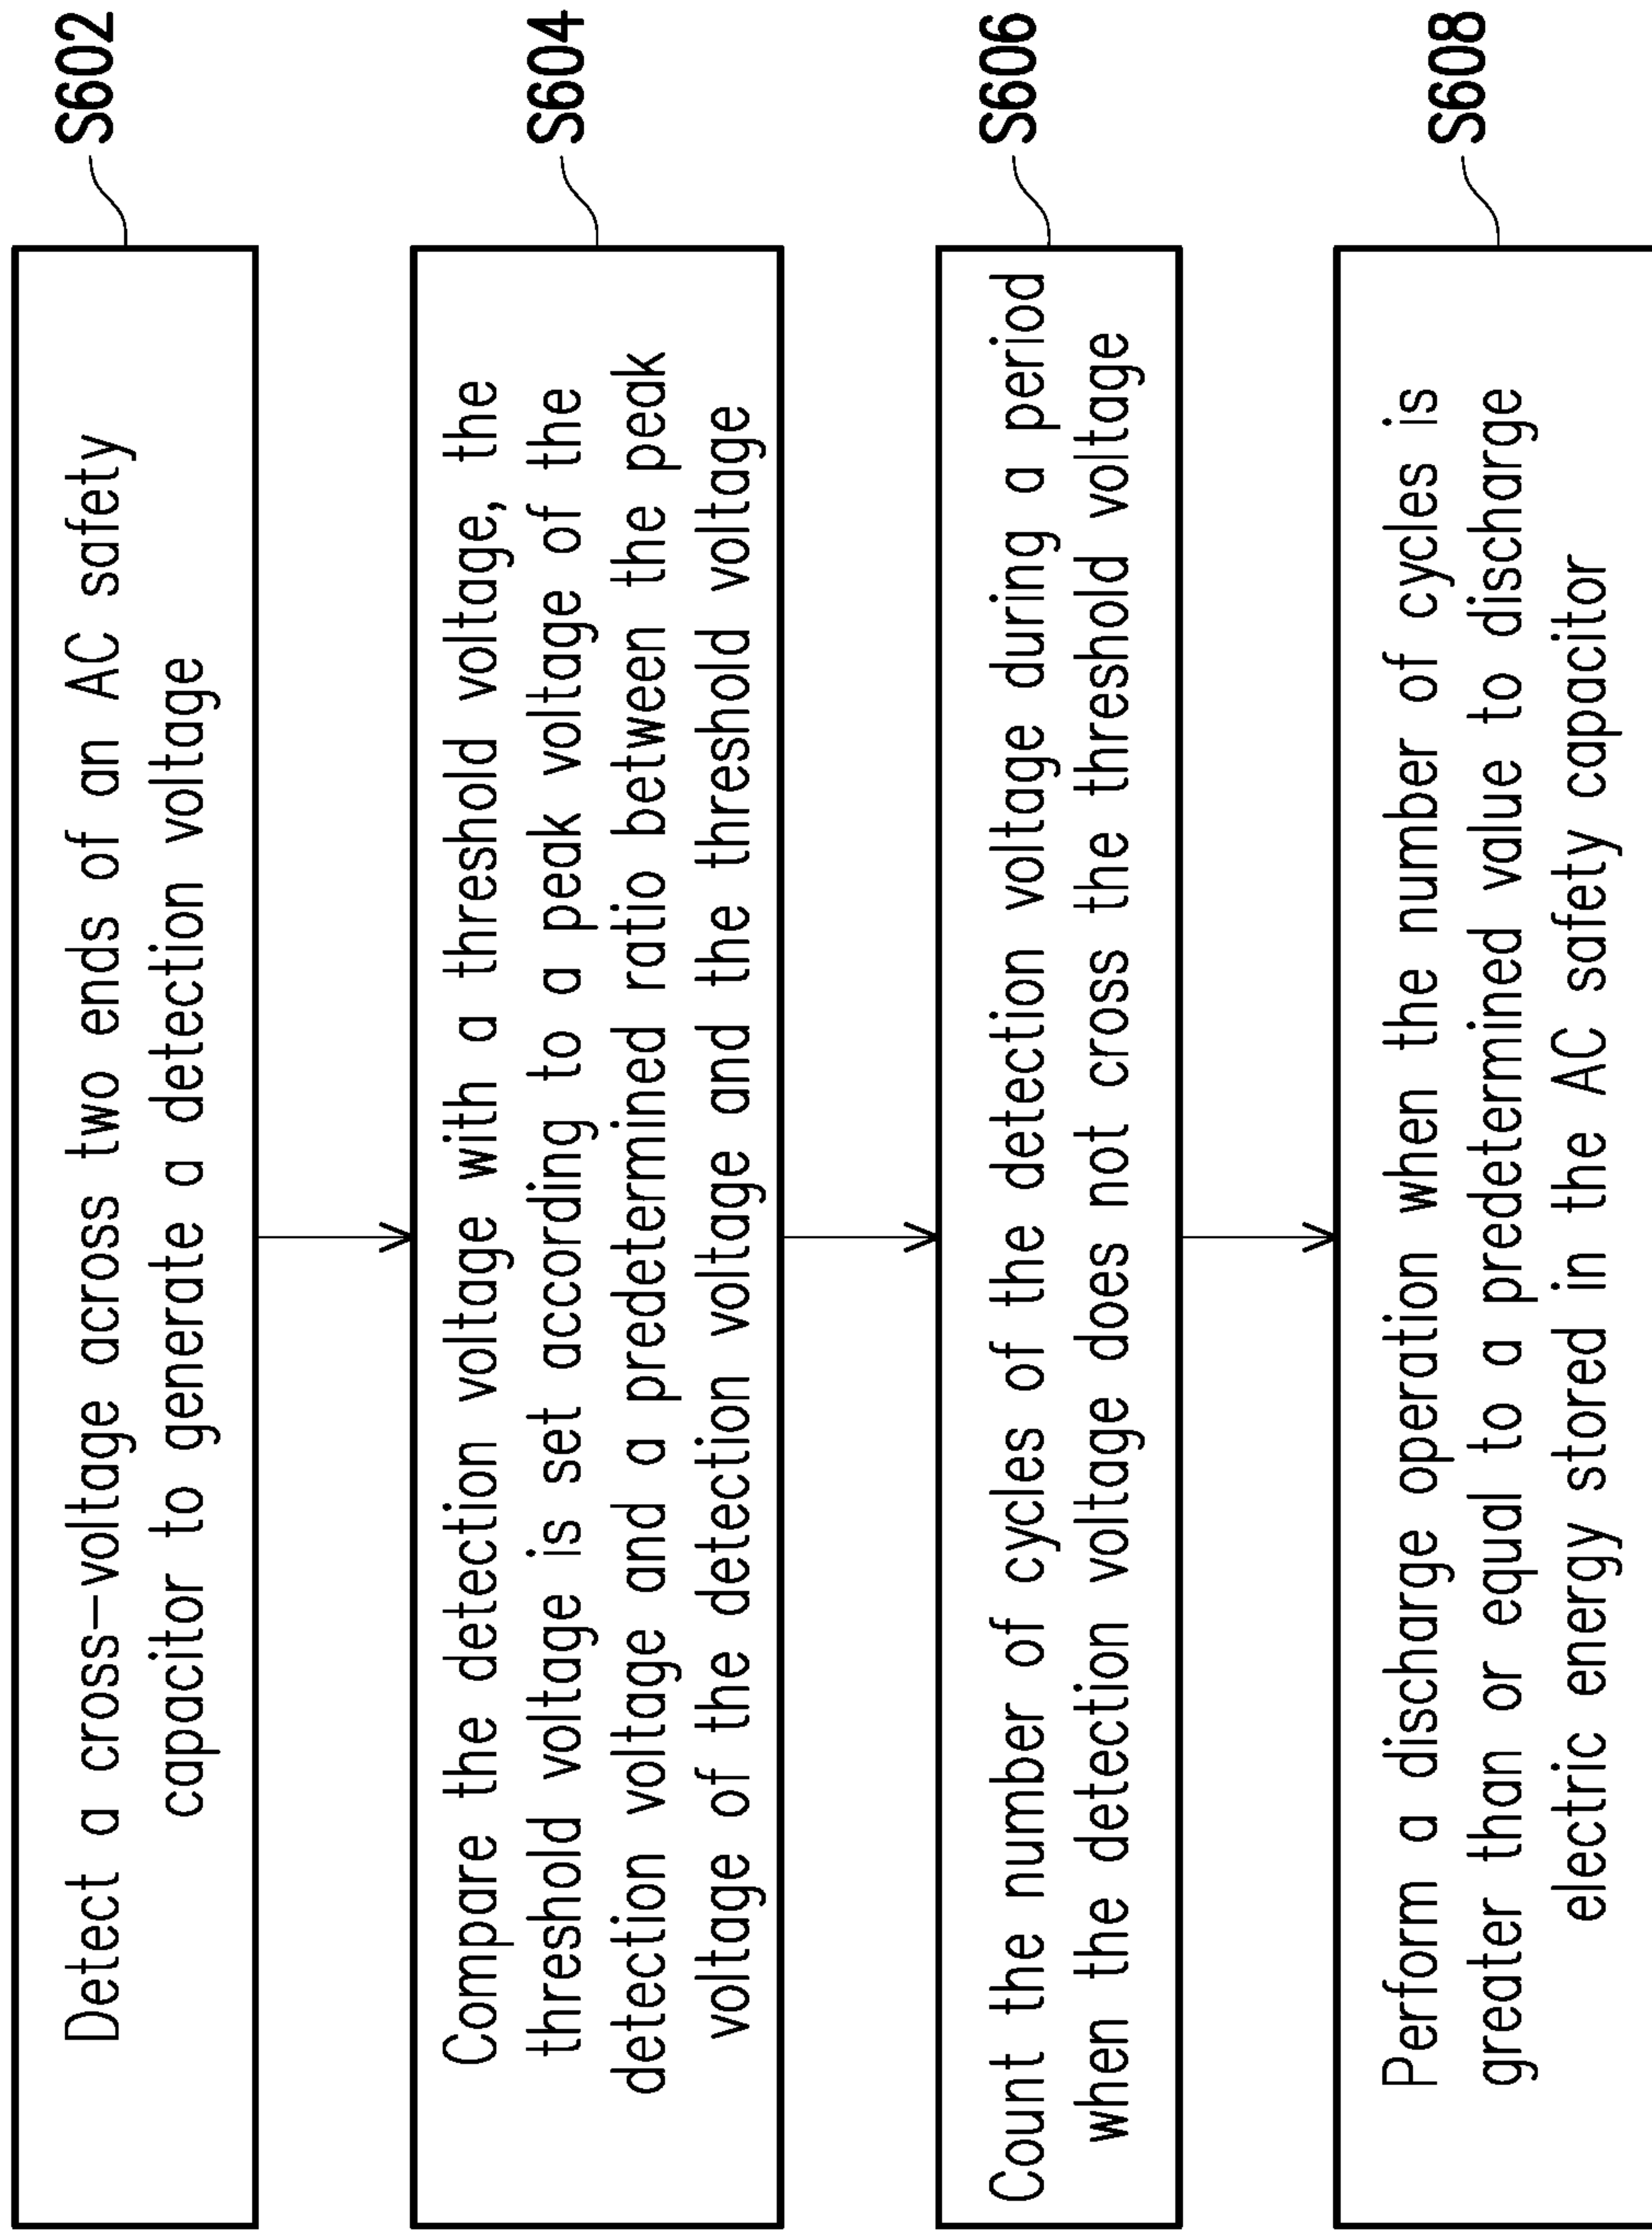 Detect a cross-voltage across two ends of an AC safety
capacitor to generate a detection voltage
S602
Compare the detection voltage with a threshold voltage, the
threshold voltage is set according to a peak voltage of the
detection voltage and a predetermined ratio between the peak
voltage of the detection voltage and the threshold voltage
S604
Count the number of cycles of the detection voltage during a period
when the detection voltage does not cross the threshold voltage
S606
Perform a discharge operation when the number of cycles is
greater than or equal to a predetermined value to discharge
electric energy stored in the AC safety capacitor
S608